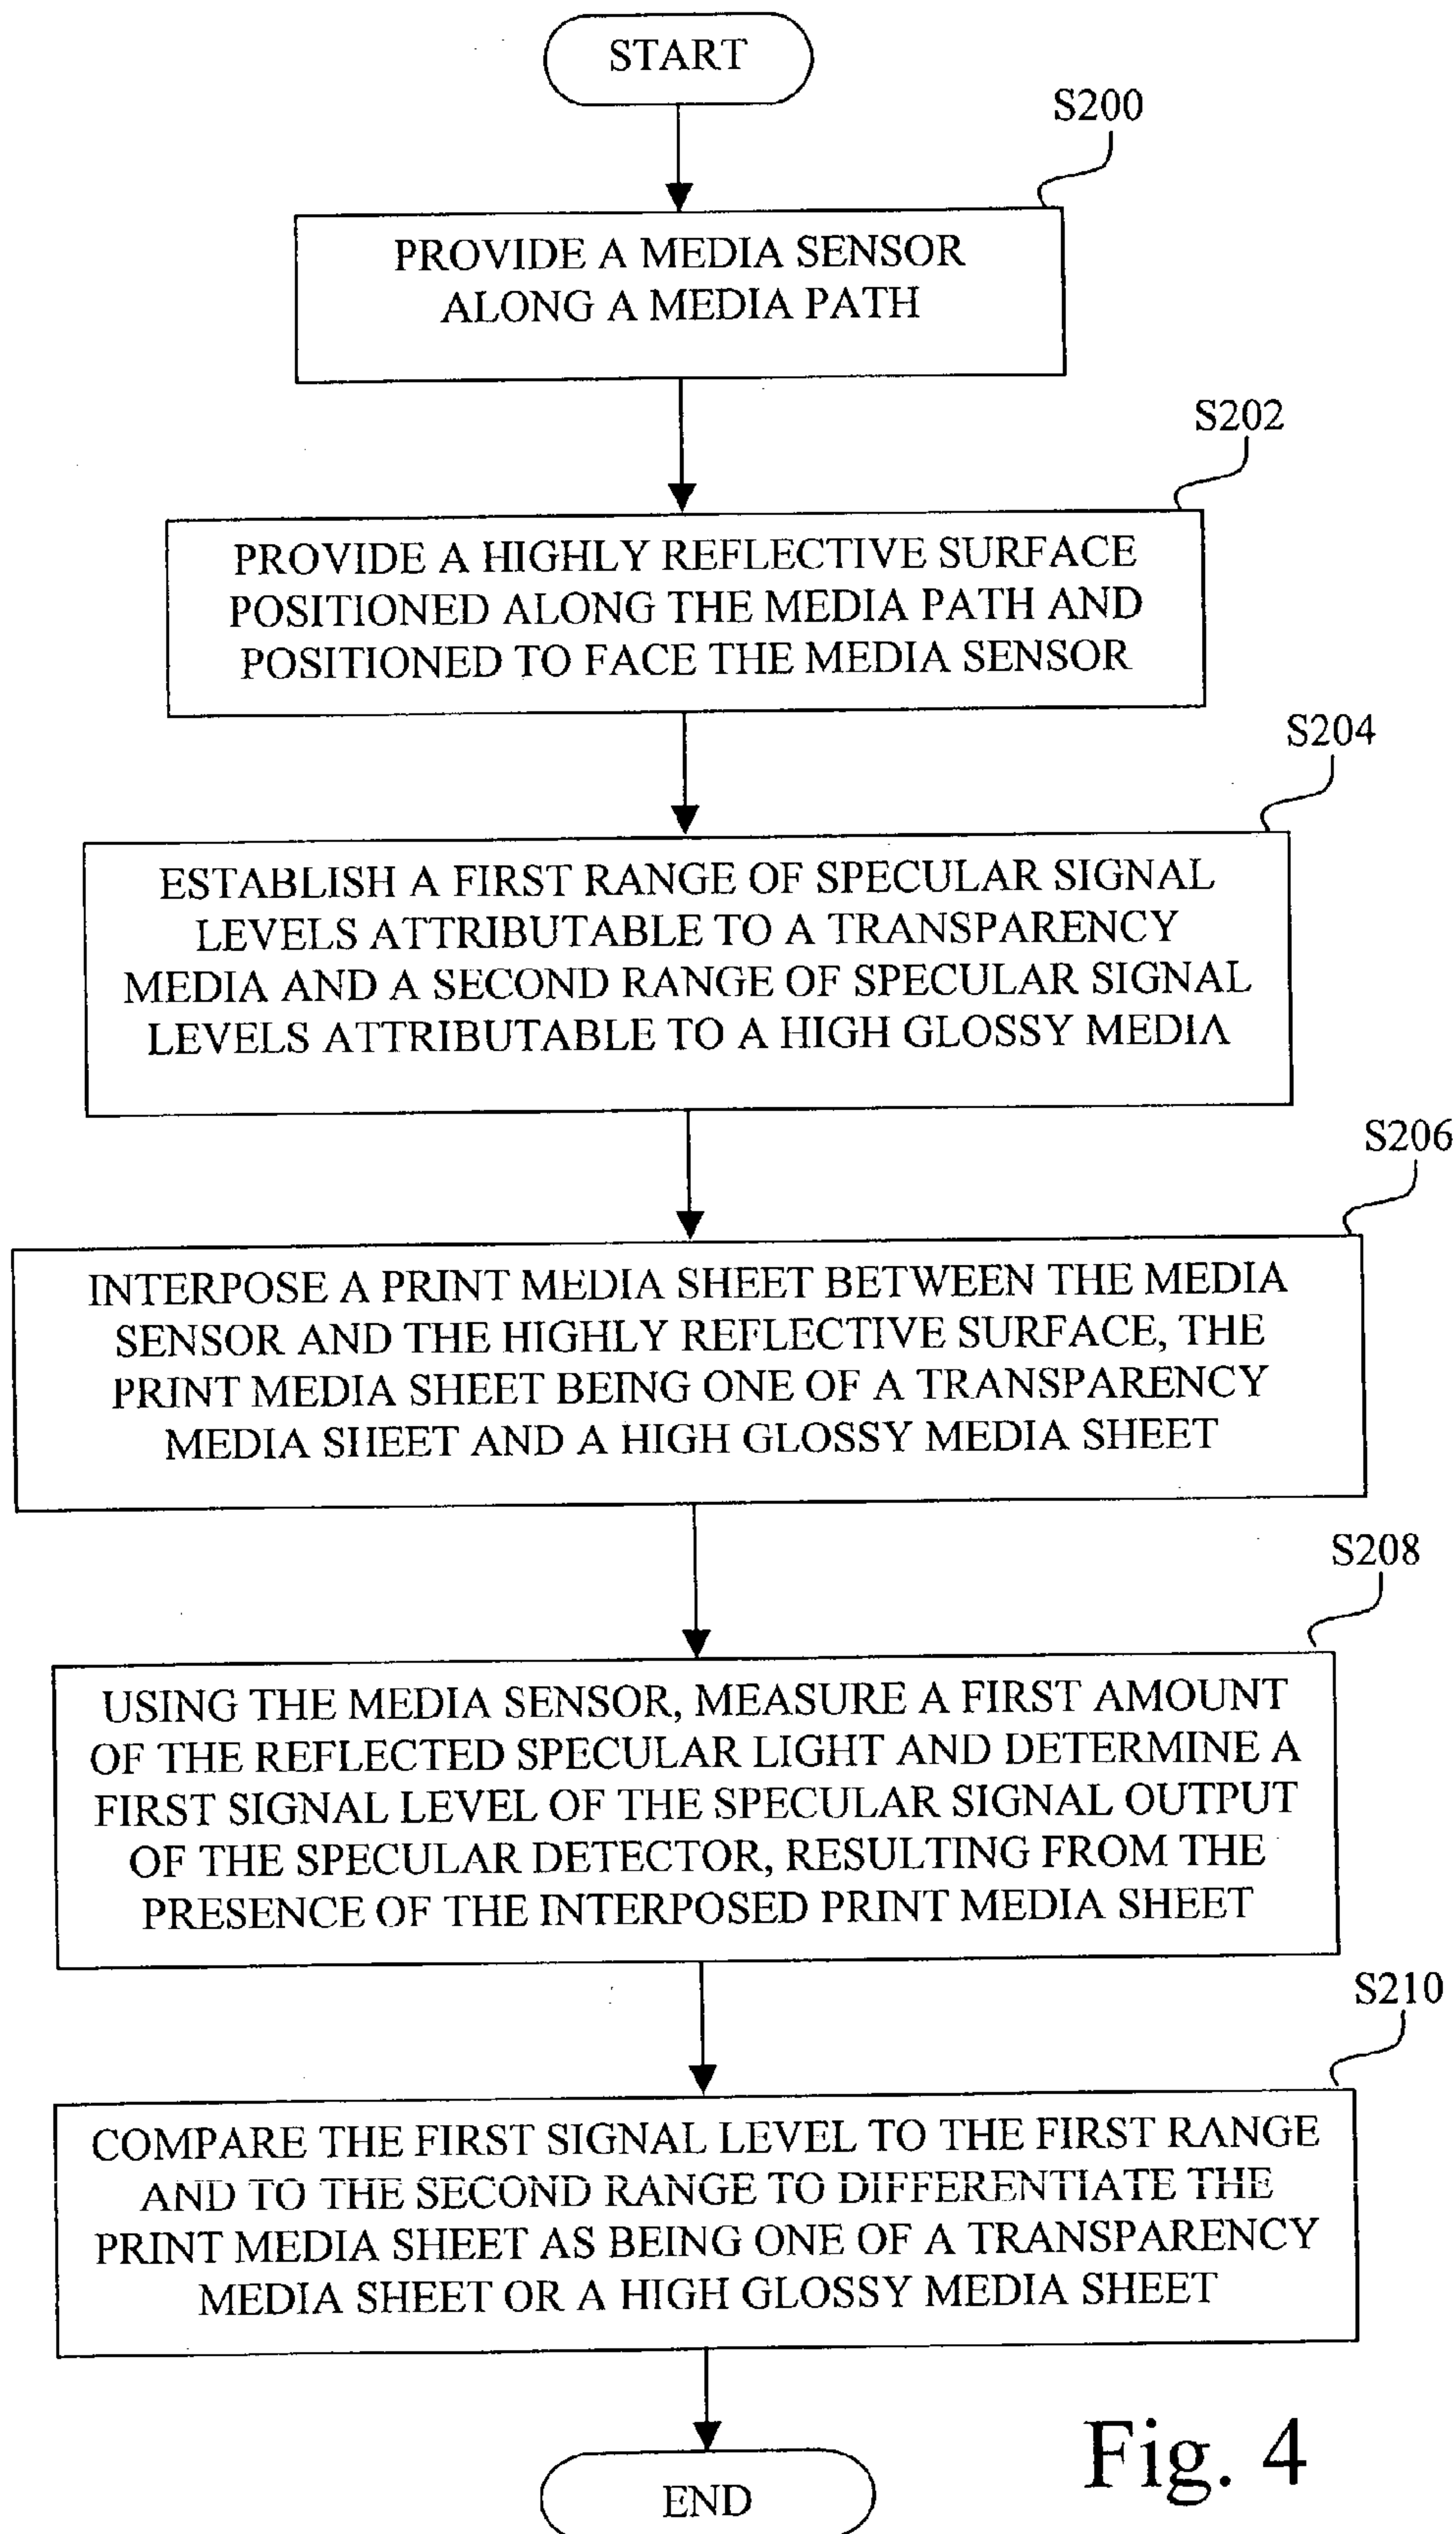 START
S200
PROVIDE A MEDIA SENSOR
ALONG A MEDIA PATH
S202
PROVIDE A HIGHLY REFLECTIVE SURFACE
POSITIONED ALONG THE MEDIA PATH AND
POSITIONED TO FACE THE MEDIA SENSOR
S204
ESTABLISH A FIRST RANGE OF SPECULAR SIGNAL
LEVELS ATTRIBUTABLE TO A TRANSPARENCY
MEDIA AND A SECOND RANGE OF SPECULAR SIGNAL
LEVELS ATTRIBUTABLE TO A HIGH GLOSSY MEDIA
S206
INTERPOSE A PRINT MEDIA SHEET BETWEEN THE MEDIA
SENSOR AND THE HIGHLY REFLECTIVE SURFACE, THE
PRINT MEDIA SHEET BEING ONE OF A TRANSPARENCY
MEDIA SHEET AND A HIGH GLOSSY MEDIA SHEET
S208
USING THE MEDIA SENSOR, MEASURE A FIRST AMOUNT
OF THE REFLECTED SPECULAR LIGHT AND DETERMINE A
FIRST SIGNAL LEVEL OF THE SPECULAR SIGNAL OUTPUT
OF THE SPECULAR DETECTOR, RESULTING FROM THE
PRESENCE OF THE INTERPOSED PRINT MEDIA SHEET
S210
COMPARE THE FIRST SIGNAL LEVEL TO THE FIRST RANGE
AND TO THE SECOND RANGE TO DIFFERENTIATE THE
PRINT MEDIA SHEET AS BEING ONE OF A TRANSPARENCY
MEDIA SHEET OR A HIGH GLOSSY MEDIA SHEET
END
Fig. 4